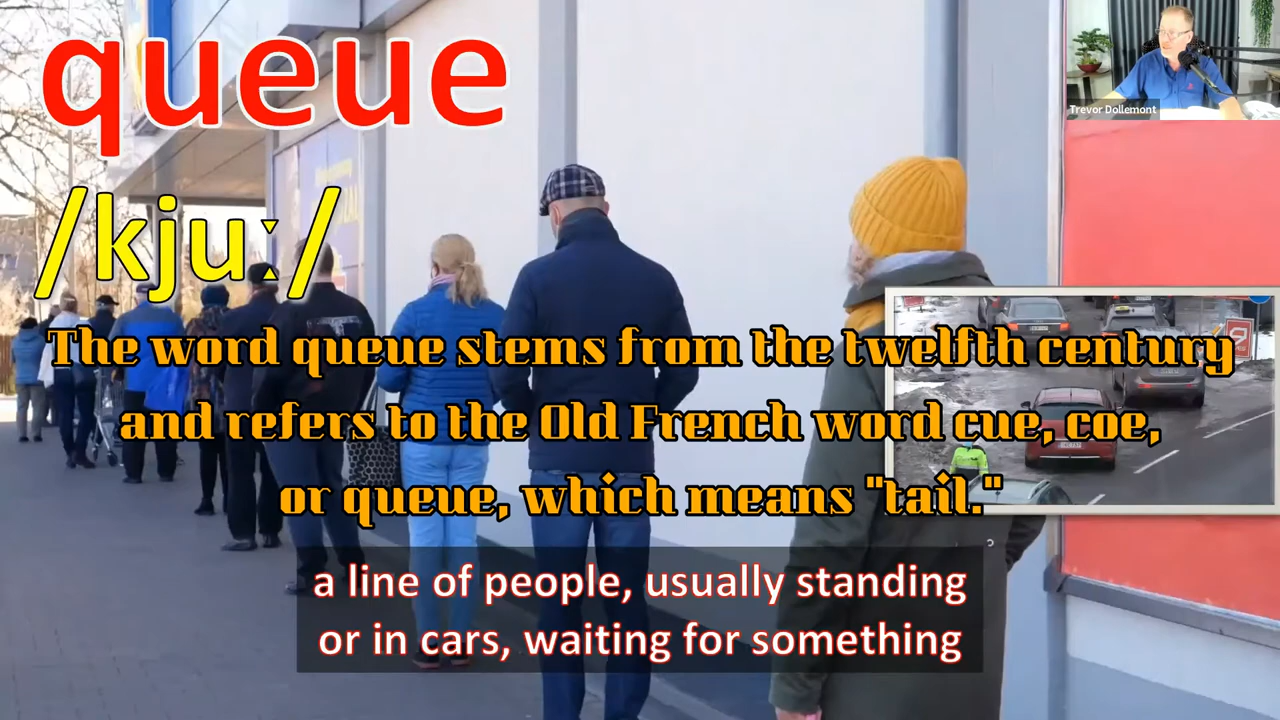 queue
Trevor Dollemont
/kjuː/
The word queue stems from the twelfth century
and refers to the Old French word cue, coe,
or queue, which means "tail."
a line of people, usually standing
or in cars, waiting for something